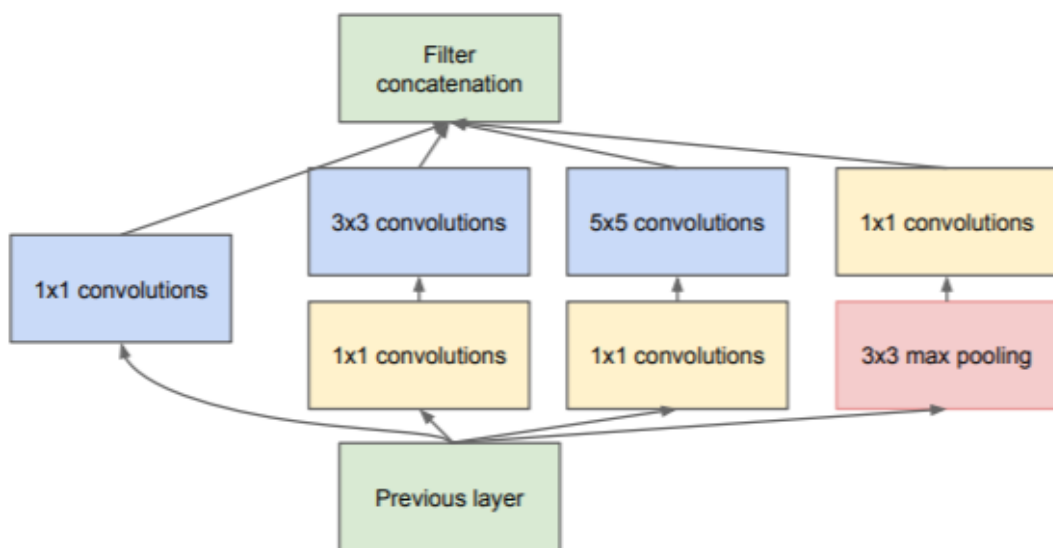 Filter
concatenation
3x3 convolutions
5x5 convolutions
1x1 convolutions
1x1 convolutions
1x1 convolutions
1x1 convolutions
3x3 max pooling
Previous layer